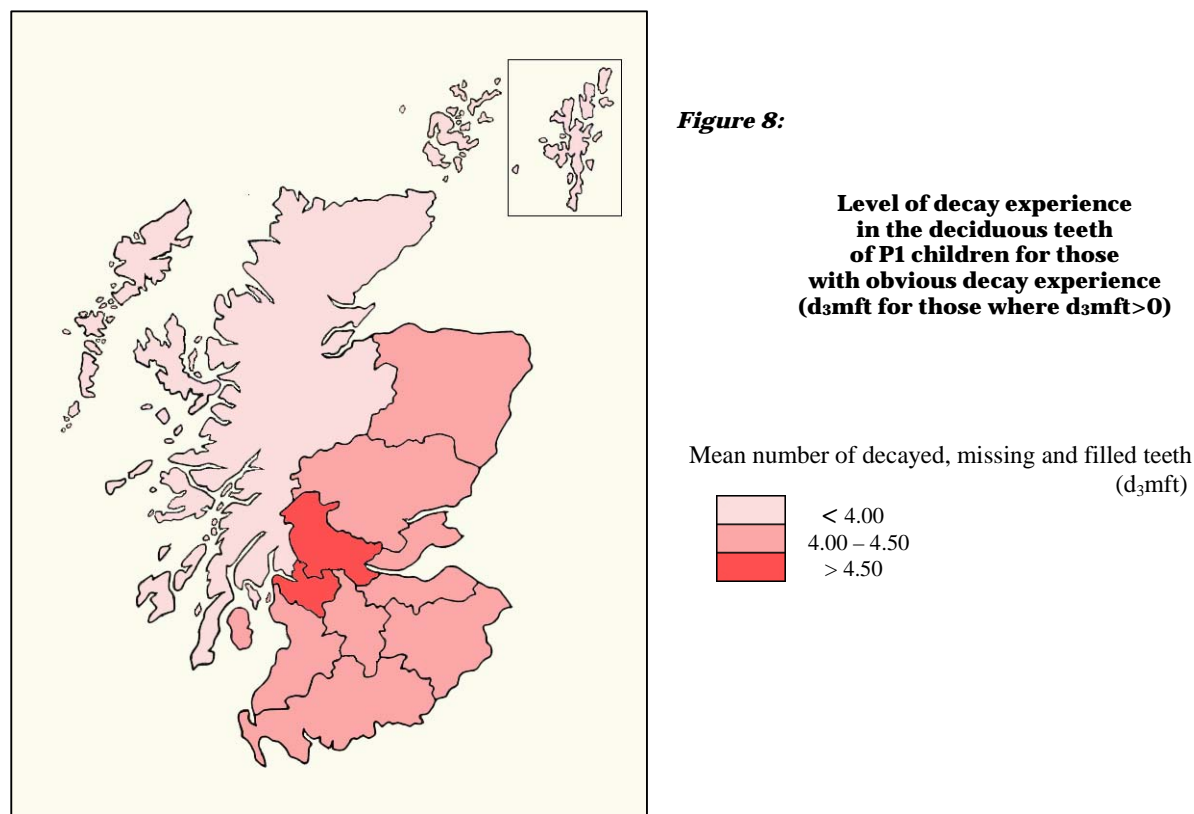 Figure 8:
Level of decay experience
in the deciduous teeth
of P1 children for those
with obvious decay experience
(d₃mft for those where d₃mft>0)
Mean number of decayed, missing and filled teeth
(d₃mft)
< 4.00
4.00 – 4.50
> 4.50